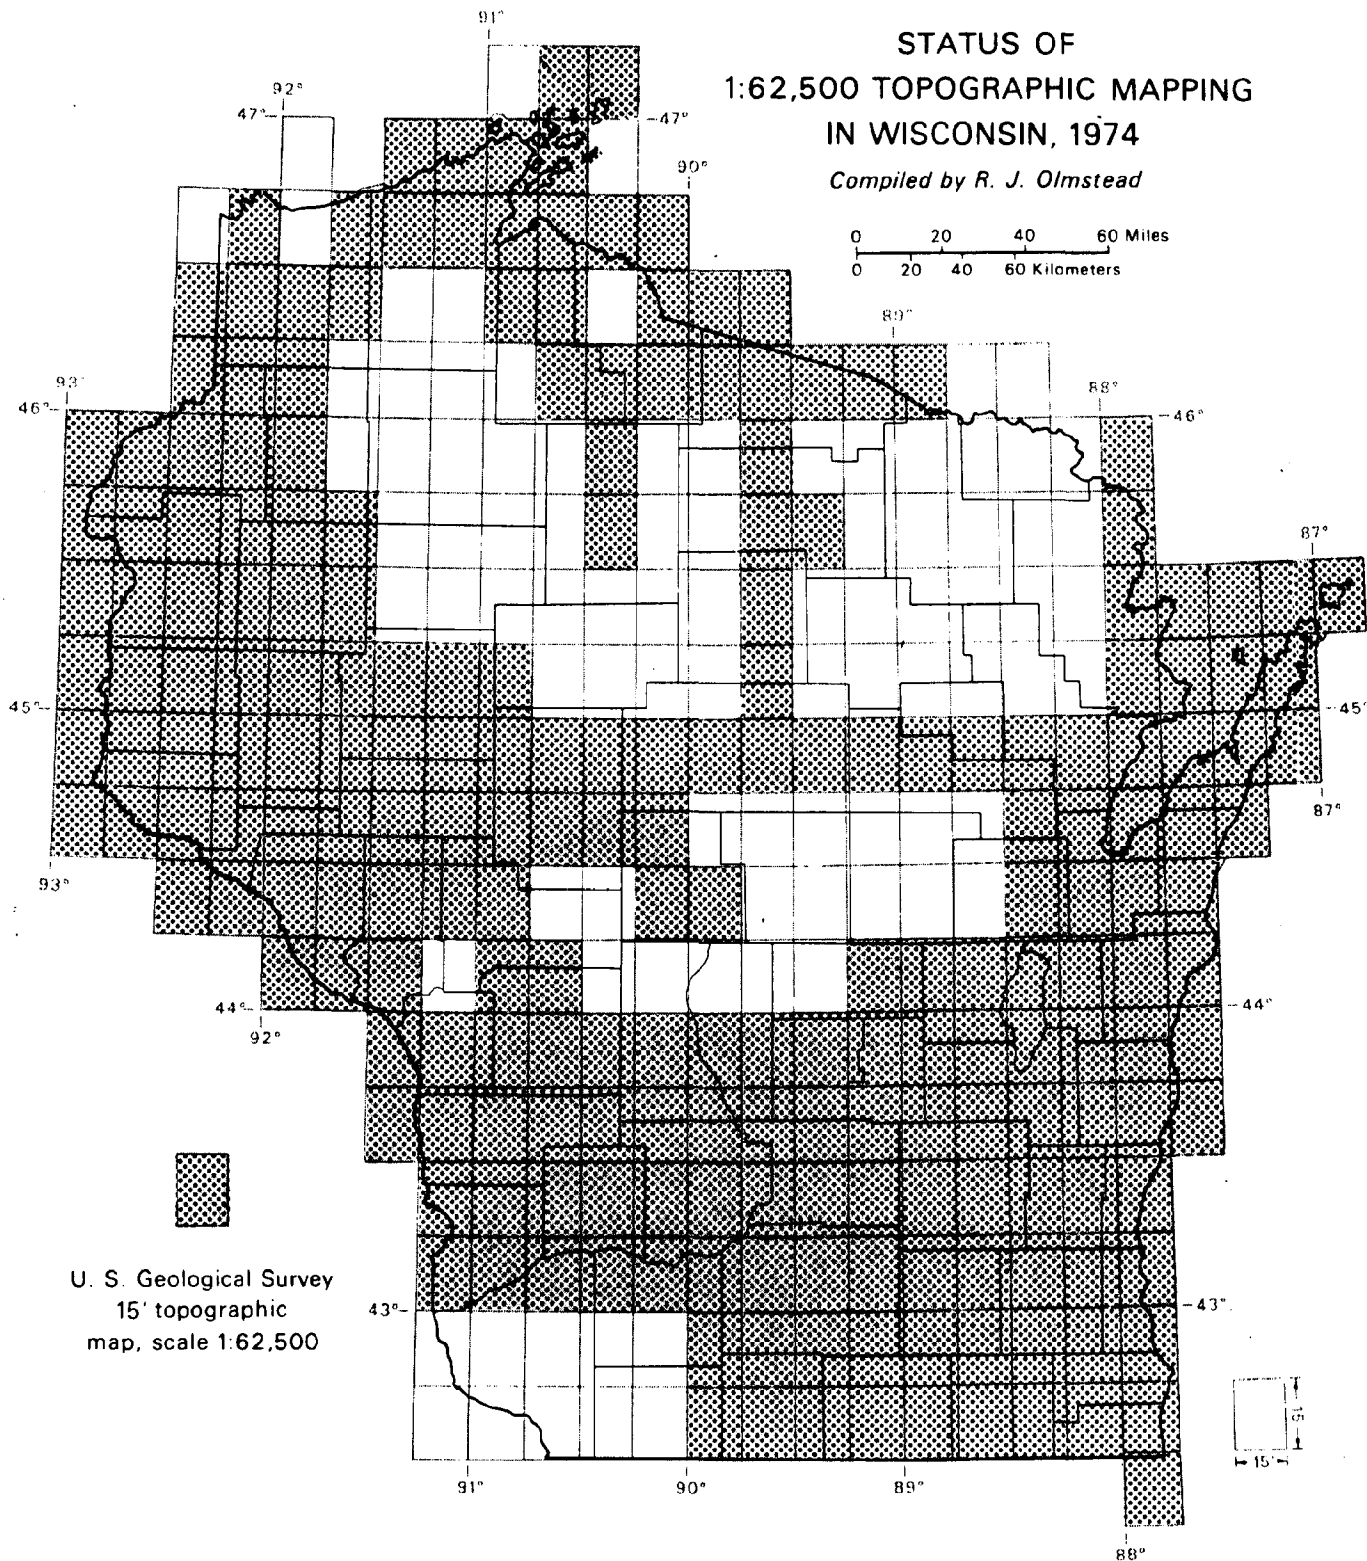 91°
STATUS OF
1:62,500 TOPOGRAPHIC MAPPING
IN WISCONSIN, 1974
Compiled by R. J. Olmstead
92°
47°
47°
90°
0 20 40 60 Miles
0 20 40 60 Kilometers
89°
93°
88°
46°
46°
87°
45°
45°
87°
93°
44°
44°
92°
U. S. Geological Survey
15' topographic
map, scale 1:62,500
43°
43°
15'
15'
91°
90°
89°
88°